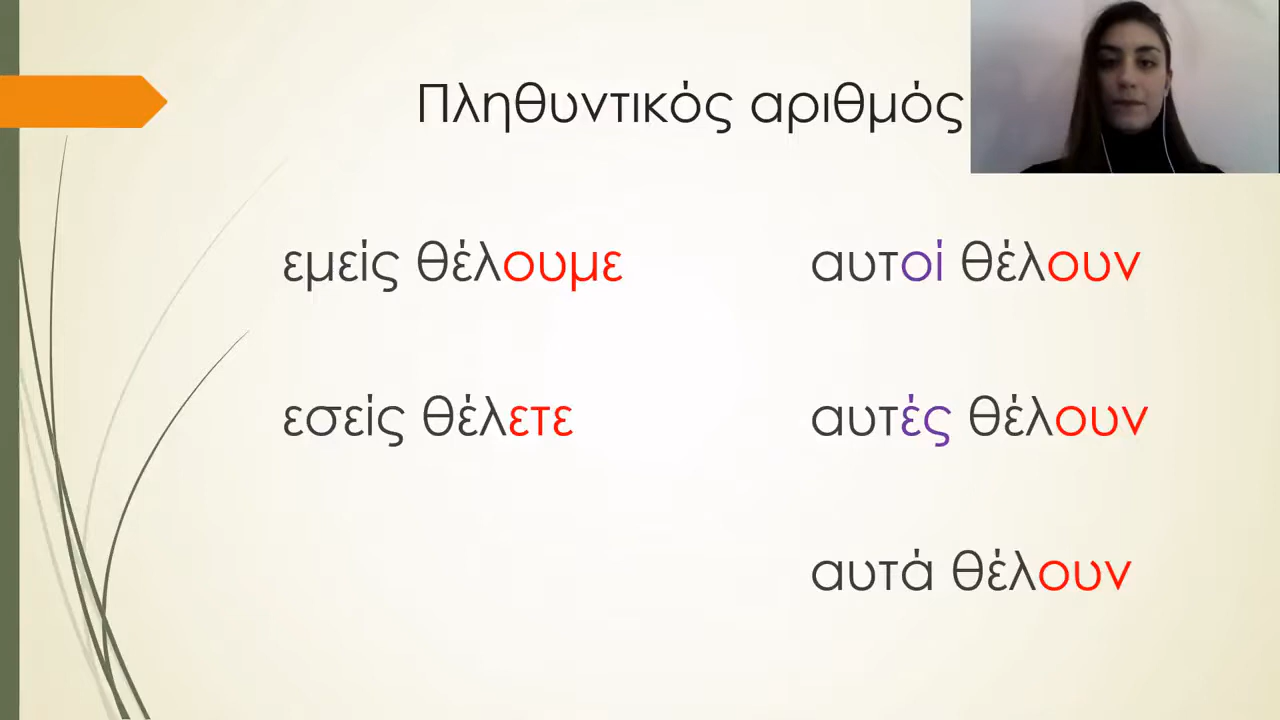 Πληθυντικός αριθμός
εμείς θέλουμε
εσείς θέλετε
αυτοί θέλουν
αυτές θέλουν
αυτά θέλουν